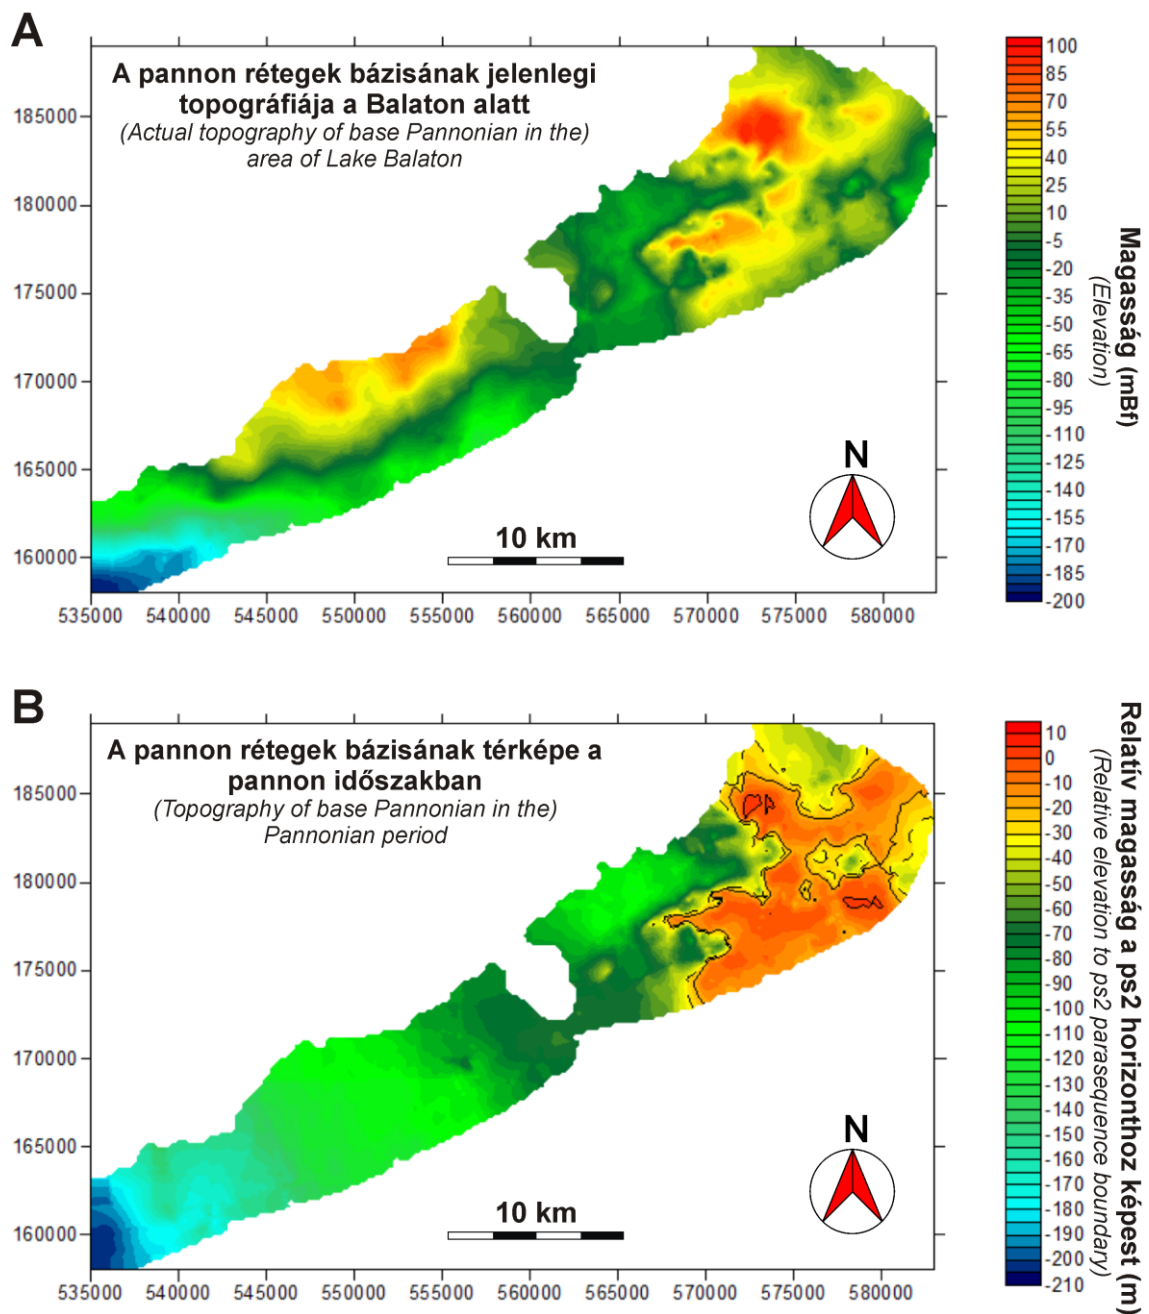 A
A pannon rétegek bázisának jelenlegi
topográfiája a Balaton alatt
(Actual topography of base Pannonian in the)
area of Lake Balaton
185000
180000
175000
170000
165000
160000
N
10 km
535000 540000 545000 550000 555000 560000 565000 570000 575000 580000
100
85
70
55
40
25
10
-5
-20
-35
-50
-65
-80
-95
-110
-125
-140
-155
-170
-185
-200
Magasság (mBf)
(Elevation)
B
A pannon rétegek bázisának térképe a
pannon időszakban
(Topography of base Pannonian in the)
Pannonian period
185000
180000
175000
170000
165000
160000
N
10 km
535000 540000 545000 550000 555000 560000 565000 570000 575000 580000
10
0
-10
-20
-30
-40
-50
-60
-70
-80
-90
-100
-110
-120
-130
-140
-150
-160
-170
-180
-190
-200
-210
Relatív magasság a ps2 horizonthoz képest (m)
(Relative elevation to ps2 parasequence boundary)